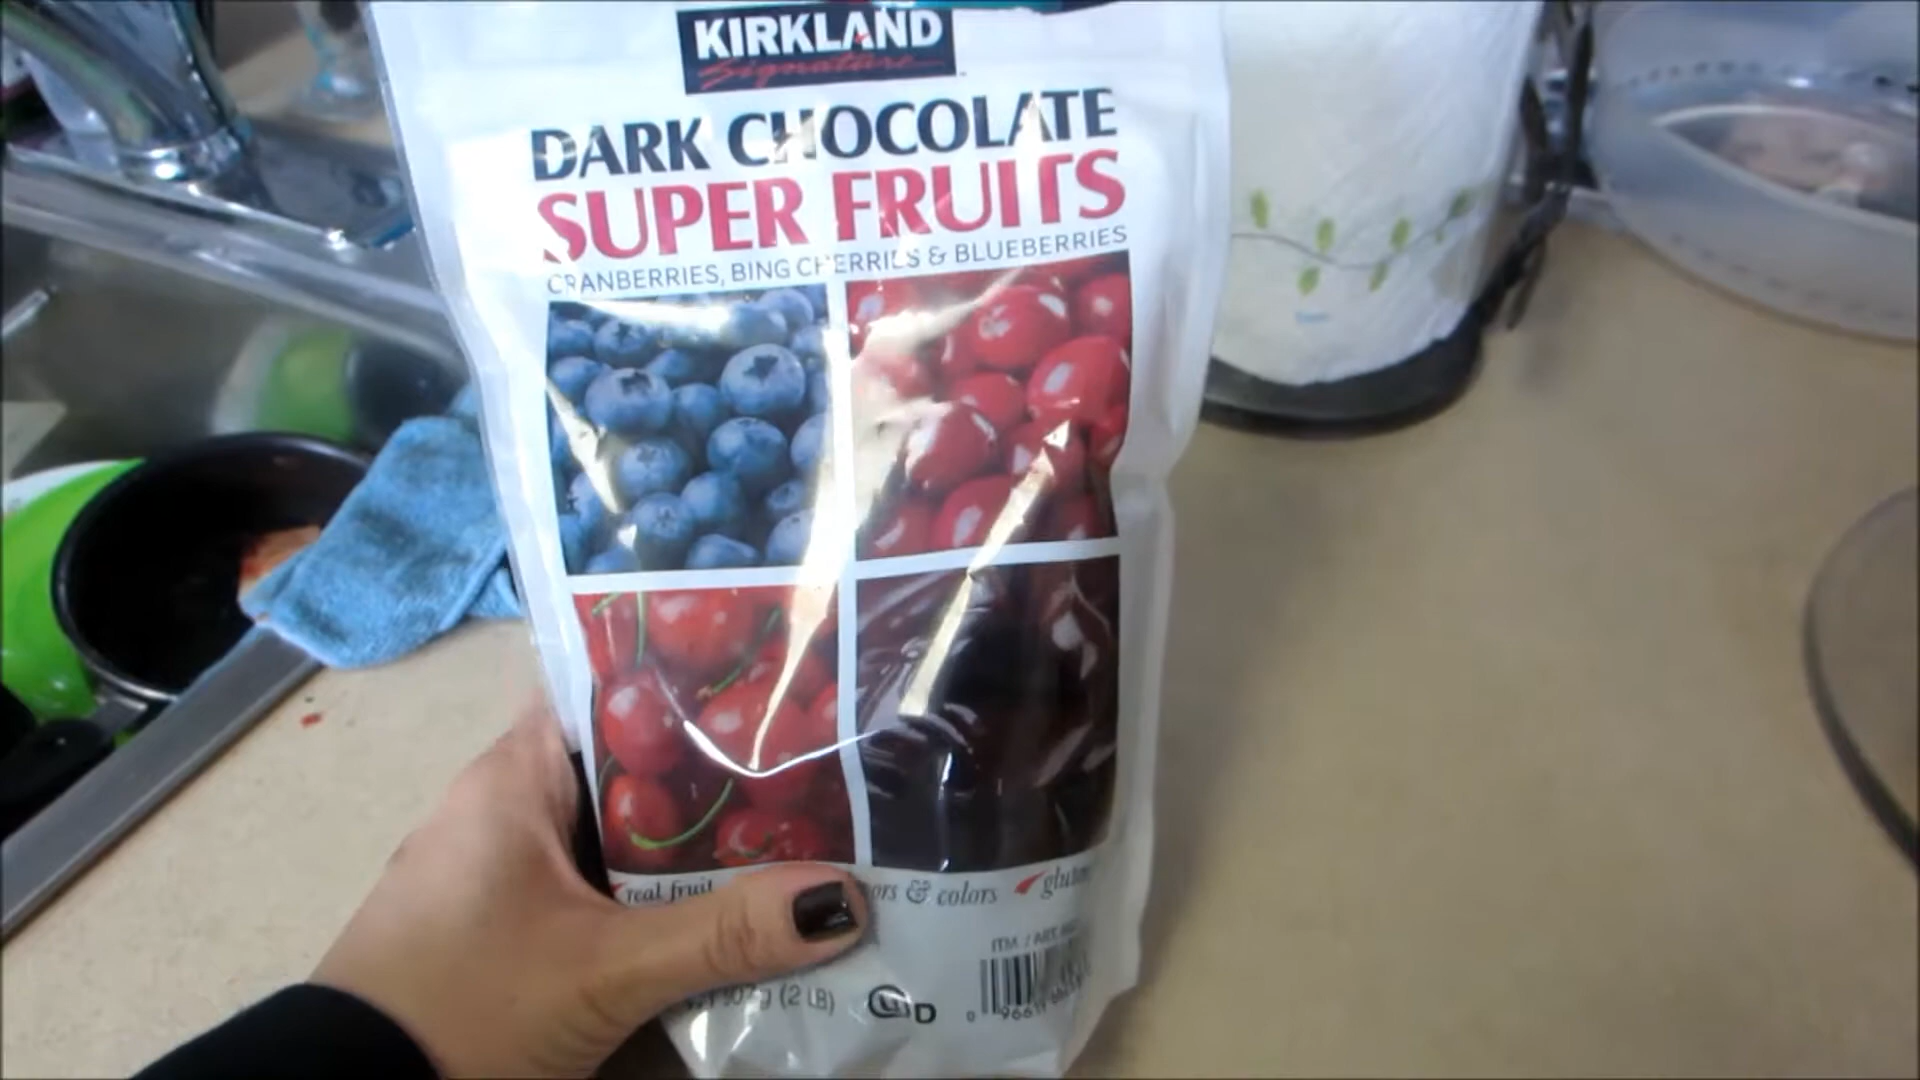 KIRKLAND
Signature
DARK CHOCOLATE
SUPER FRUITS
CRANBERRIES, BING CHERRIES & BLUEBERRIES
real fruit
& colors
(2 LB)
D